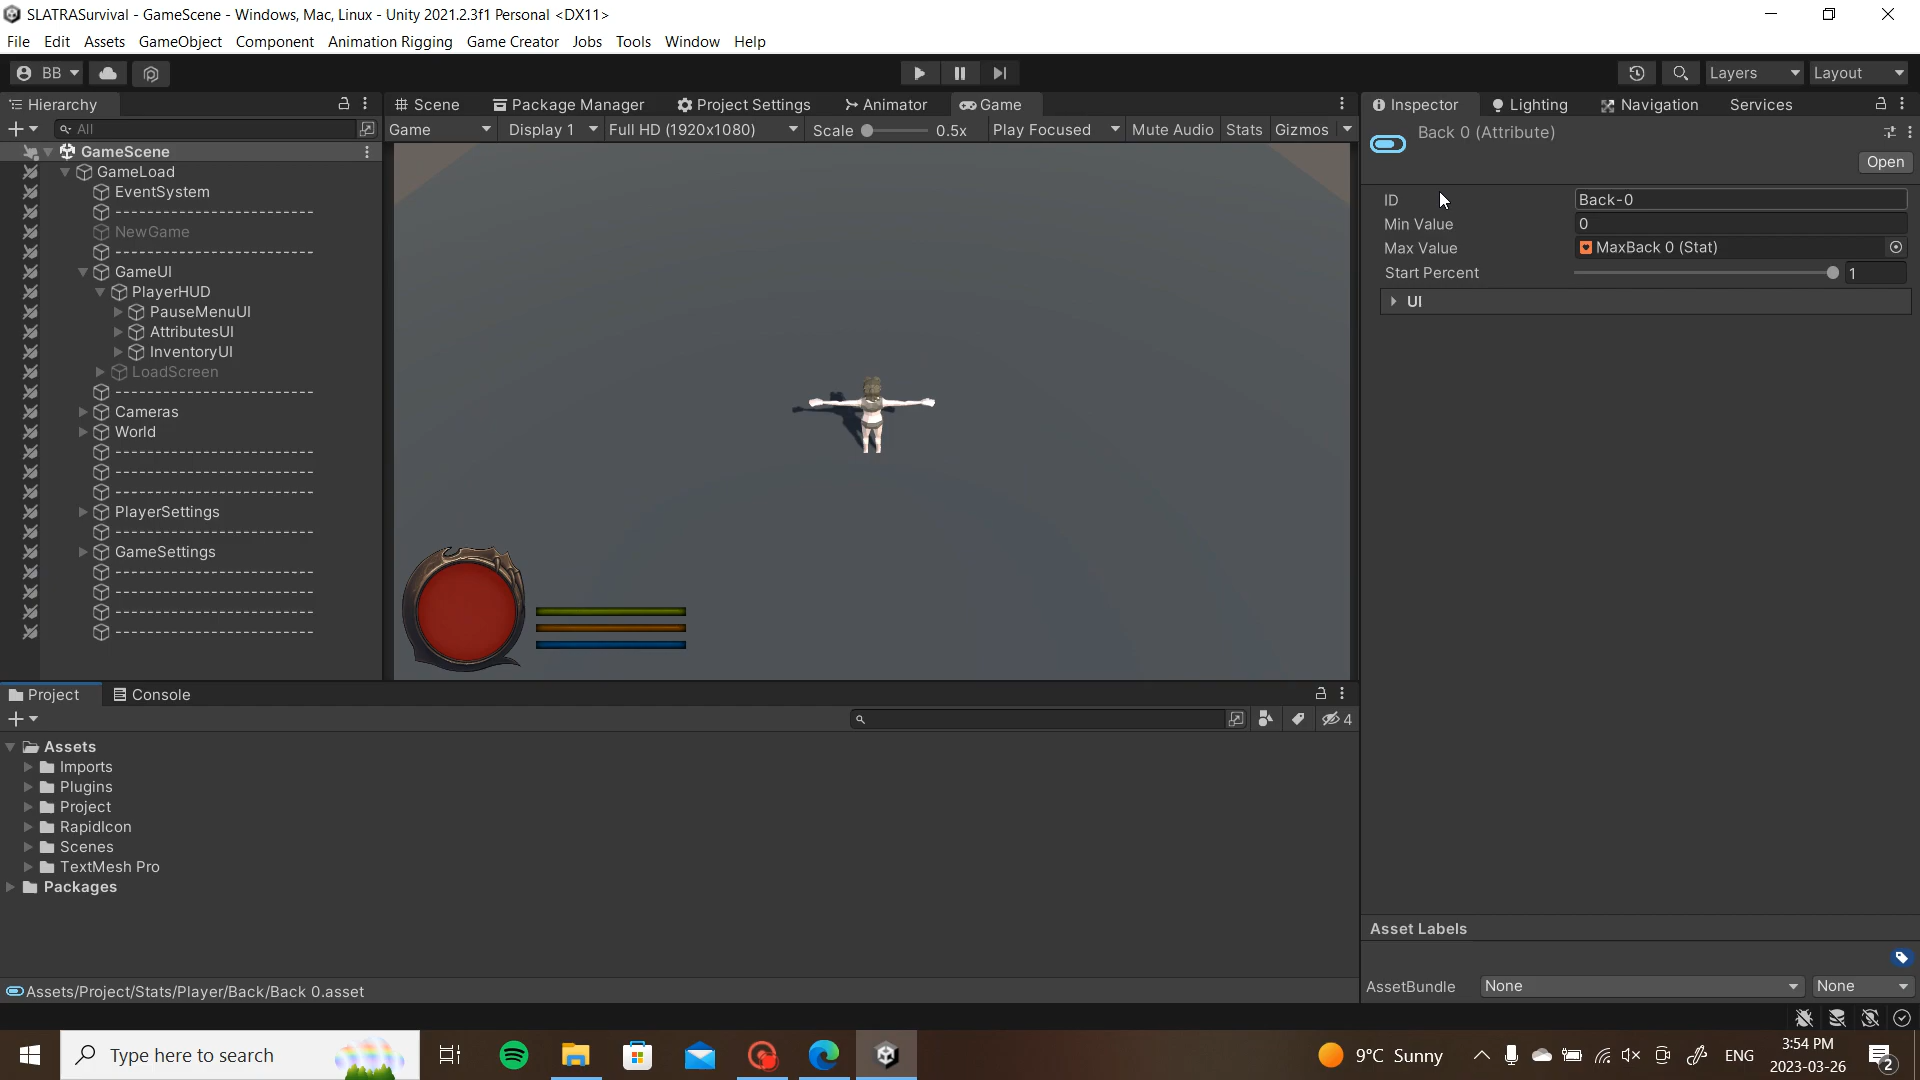 SLATRASurvival - GameScene - Windows, Mac, Linux - Unity 2021.2.3f1 Personal <DX11>
File Edit Assets GameObject Component Animation Rigging Game Creator Jobs Tools Window Help
BB Layers Layout
Hierarchy
All
GameScene
GameLoad
EventSystem
----------------------------
NewGame
----------------------------
GameUI
PlayerHUD
PauseMenuUI
AttributesUI
InventoryUI
LoadScreen
----------------------------
Cameras
World
----------------------------
----------------------------
----------------------------
PlayerSettings
----------------------------
GameSettings
----------------------------
----------------------------
----------------------------
----------------------------
Scene Package Manager Project Settings Animator Game
Game Display 1 Full HD (1920x1080) Scale 0.5x Play Focused Mute Audio Stats Gizmos
Inspector Lighting Navigation Services
Back 0 (Attribute)
Open
ID Back-0
Min Value 0
Max Value MaxBack 0 (Stat)
Start Percent 1
UI
Project Console
4
Assets
Imports
Plugins
Project
RapidIcon
Scenes
TextMesh Pro
Packages
Assets/Project/Stats/Player/Back/Back 0.asset
Asset Labels
AssetBundle None None
Type here to search
9°C Sunny
ENG
3:54 PM
2023-03-26
2